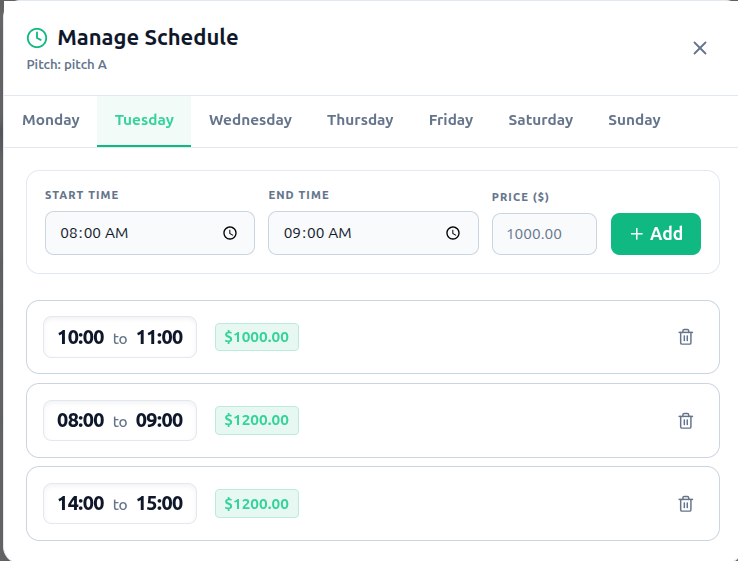 Manage Schedule
Pitch: pitch A
Monday Tuesday Wednesday Thursday Friday Saturday Sunday
START TIME END TIME PRICE ($)
08:00 AM 09:00 AM 1000.00 + Add
10:00 to 11:00 $1000.00
08:00 to 09:00 $1200.00
14:00 to 15:00 $1200.00